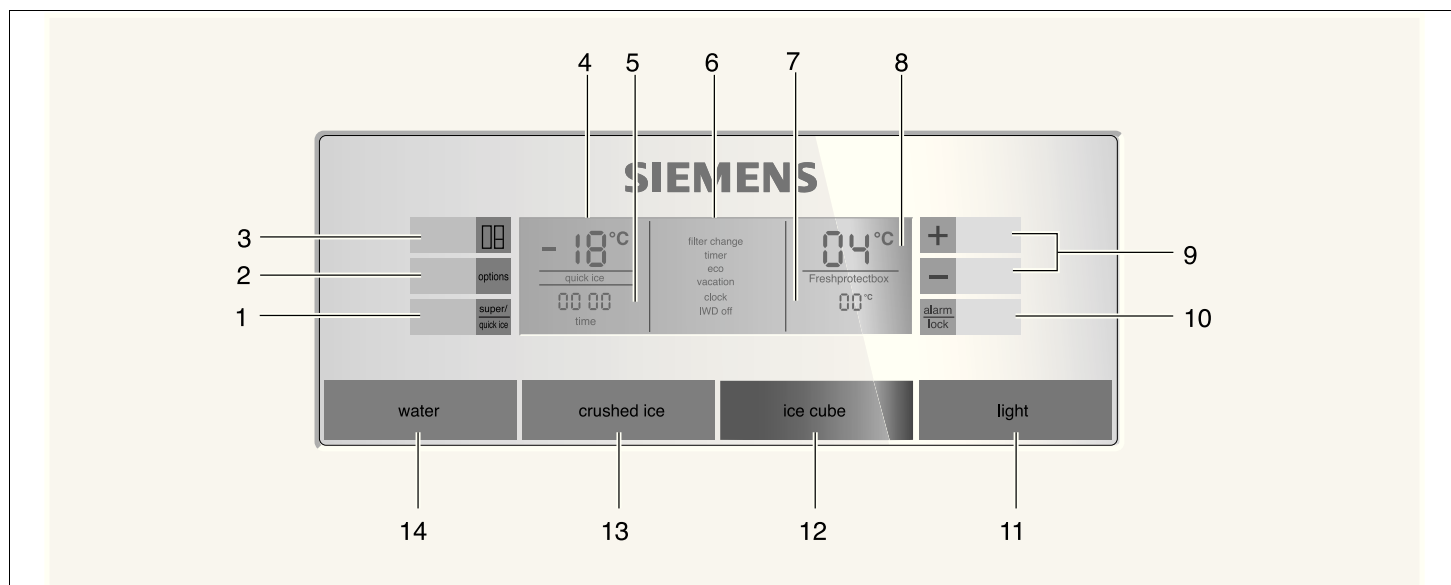 4 5 6 7 8
SIEMENS
3 - 18°C filter change 04°C +
timer
eco 9
2 options quick ice vacation Freshprotectbox −
1 super/ quick ice 00 00 clock 00°C alarm lock 10
time IWD off
water crushed ice ice cube light
14 13 12 11